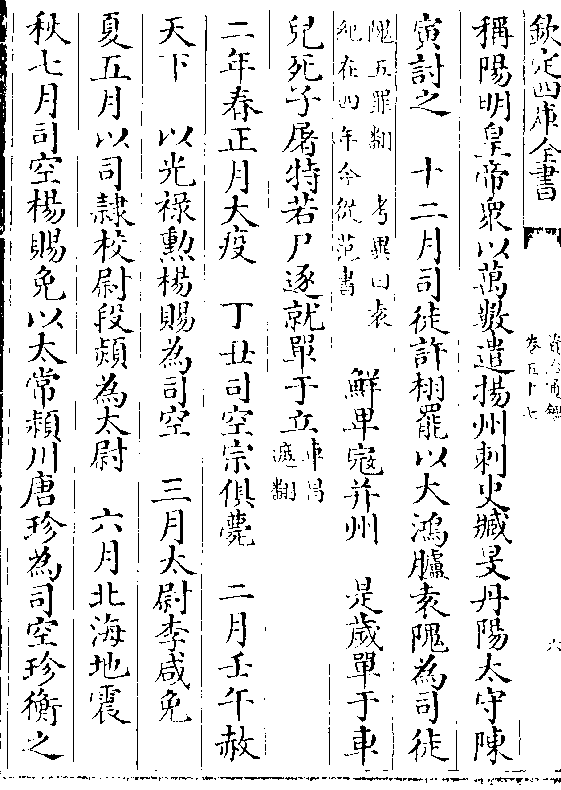 欽定四庫全書
資治通鑑
卷五十七
六
稱陽明皇帝衆以萬數遣揚州刺史臧旻丹陽太守陳
寅討之　十二月司徒許栩罷以大鴻臚袁隗為司徒
隗五罪翻　考異曰袁
紀在四年今從范書
鮮卑寇并州　是歲單于車
兒死子屠特若尸逐就單于立
車昌
遮翻
二年春正月大疫　丁丑司空宗俱薨　二月壬午赦
天下　以光祿勲楊賜為司空　三月太尉李咸免
夏五月以司隸校尉段熲為太尉　六月北海地震
秋七月司空楊賜免以太常潁川唐珍為司空珍衡之